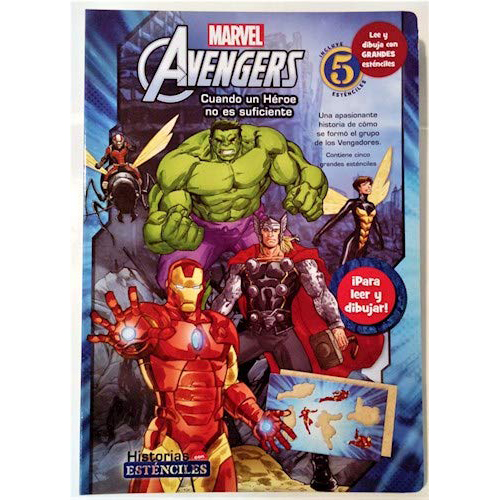 MARVEL
AVENGERS
Cuando un Héroe
no es suficiente
INCLUYE
5
ESTÉNCILES
Lee y
dibuja con
GRANDES
esténciles
Una apasionante
historia de cómo
se formó el grupo
de los Vengadores.
Contiene cinco
grandes esténciles
¡Para
leer y
dibujar!
Historias con
ESTÉNCILES